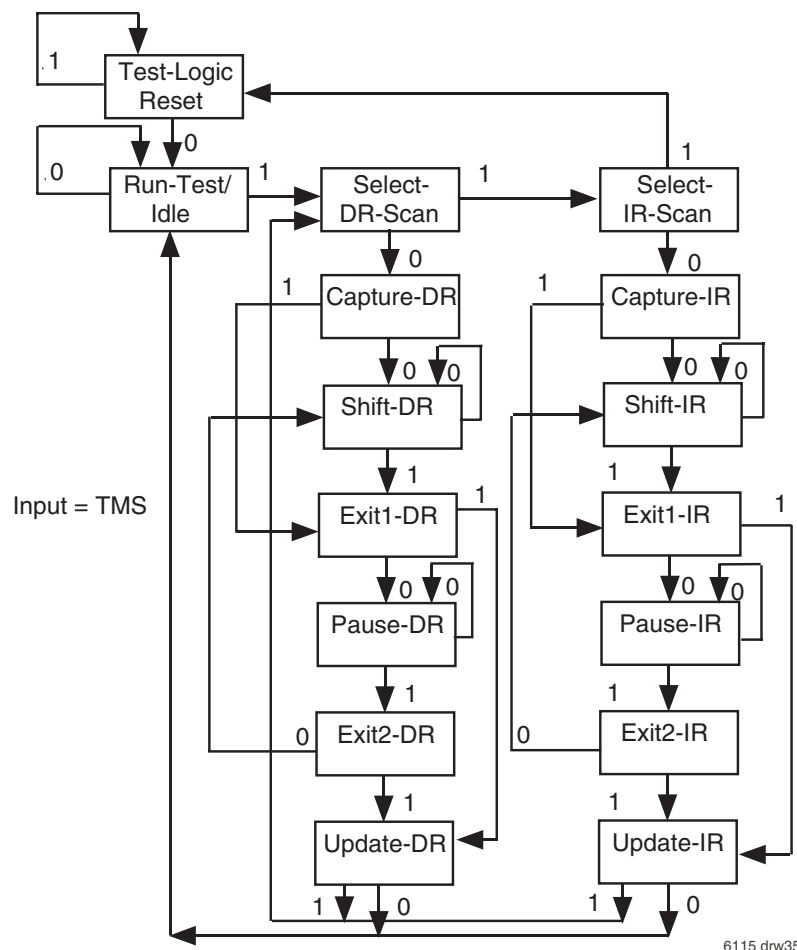 .1
Test-Logic
Reset
0
1
.0
Run-Test/
Idle
1
Select-
DR-Scan
1
Select-
IR-Scan
0
0
1
Capture-DR
1
Capture-IR
0
0
0
0
Shift-DR
Shift-IR
1
1
Input = TMS
Exit1-DR
1
Exit1-IR
1
0
0
0
0
Pause-DR
Pause-IR
1
1
0
Exit2-DR
0
Exit2-IR
1
1
Update-DR
Update-IR
1
0
1
0
6115 drw35